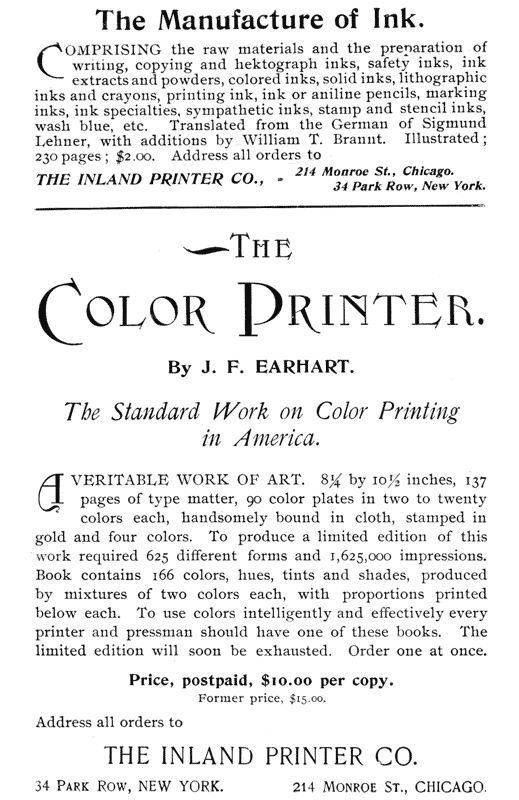 The Manufacture of Ink.
COMPRISING the raw materials and the preparation of
writing, copying and hektograph inks, safety inks, ink
extracts and powders, colored inks, solid inks, lithographic
inks and crayons, printing ink, ink or aniline pencils, marking
inks, ink specialties, sympathetic inks, stamp and stencil inks,
wash blue, etc. Translated from the German of Sigmund
Lehner, with additions by William T. Brannt. Illustrated;
230 pages; $2.00. Address all orders to
THE INLAND PRINTER CO., - 214 Monroe St., Chicago.
34 Park Row, New York.
THE
COLOR PRINTER.
By J. F. EARHART.
The Standard Work on Color Printing
in America.
A VERITABLE WORK OF ART. 8¼ by 10½ inches, 137
pages of type matter, 90 color plates in two to twenty
colors each, handsomely bound in cloth, stamped in
gold and four colors. To produce a limited edition of this
work required 625 different forms and 1,625,000 impressions.
Book contains 166 colors, hues, tints and shades, produced
by mixtures of two colors each, with proportions printed
below each. To use colors intelligently and effectively every
printer and pressman should have one of these books. The
limited edition will soon be exhausted. Order one at once.
Price, postpaid, $10.00 per copy.
Former price, $15.00.
Address all orders to
THE INLAND PRINTER CO.
34 PARK ROW, NEW YORK. 214 MONROE ST., CHICAGO.